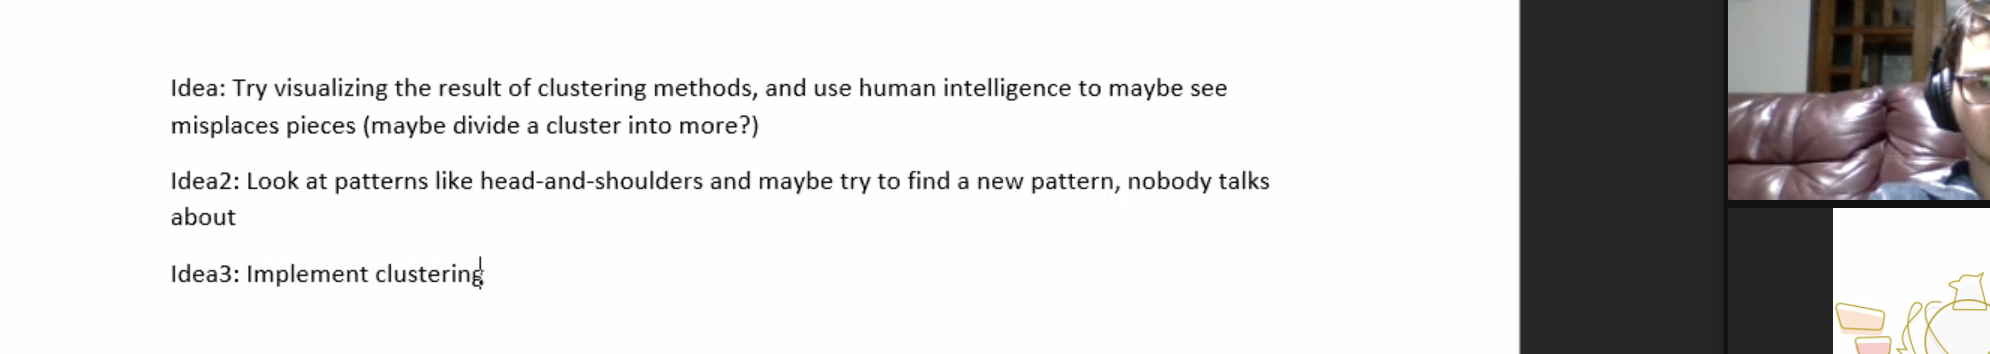 Idea: Try visualizing the result of clustering methods, and use human intelligence to maybe see
misplaces pieces (maybe divide a cluster into more?)
Idea2: Look at patterns like head-and-shoulders and maybe try to find a new pattern, nobody talks
about
Idea3: Implement clustering